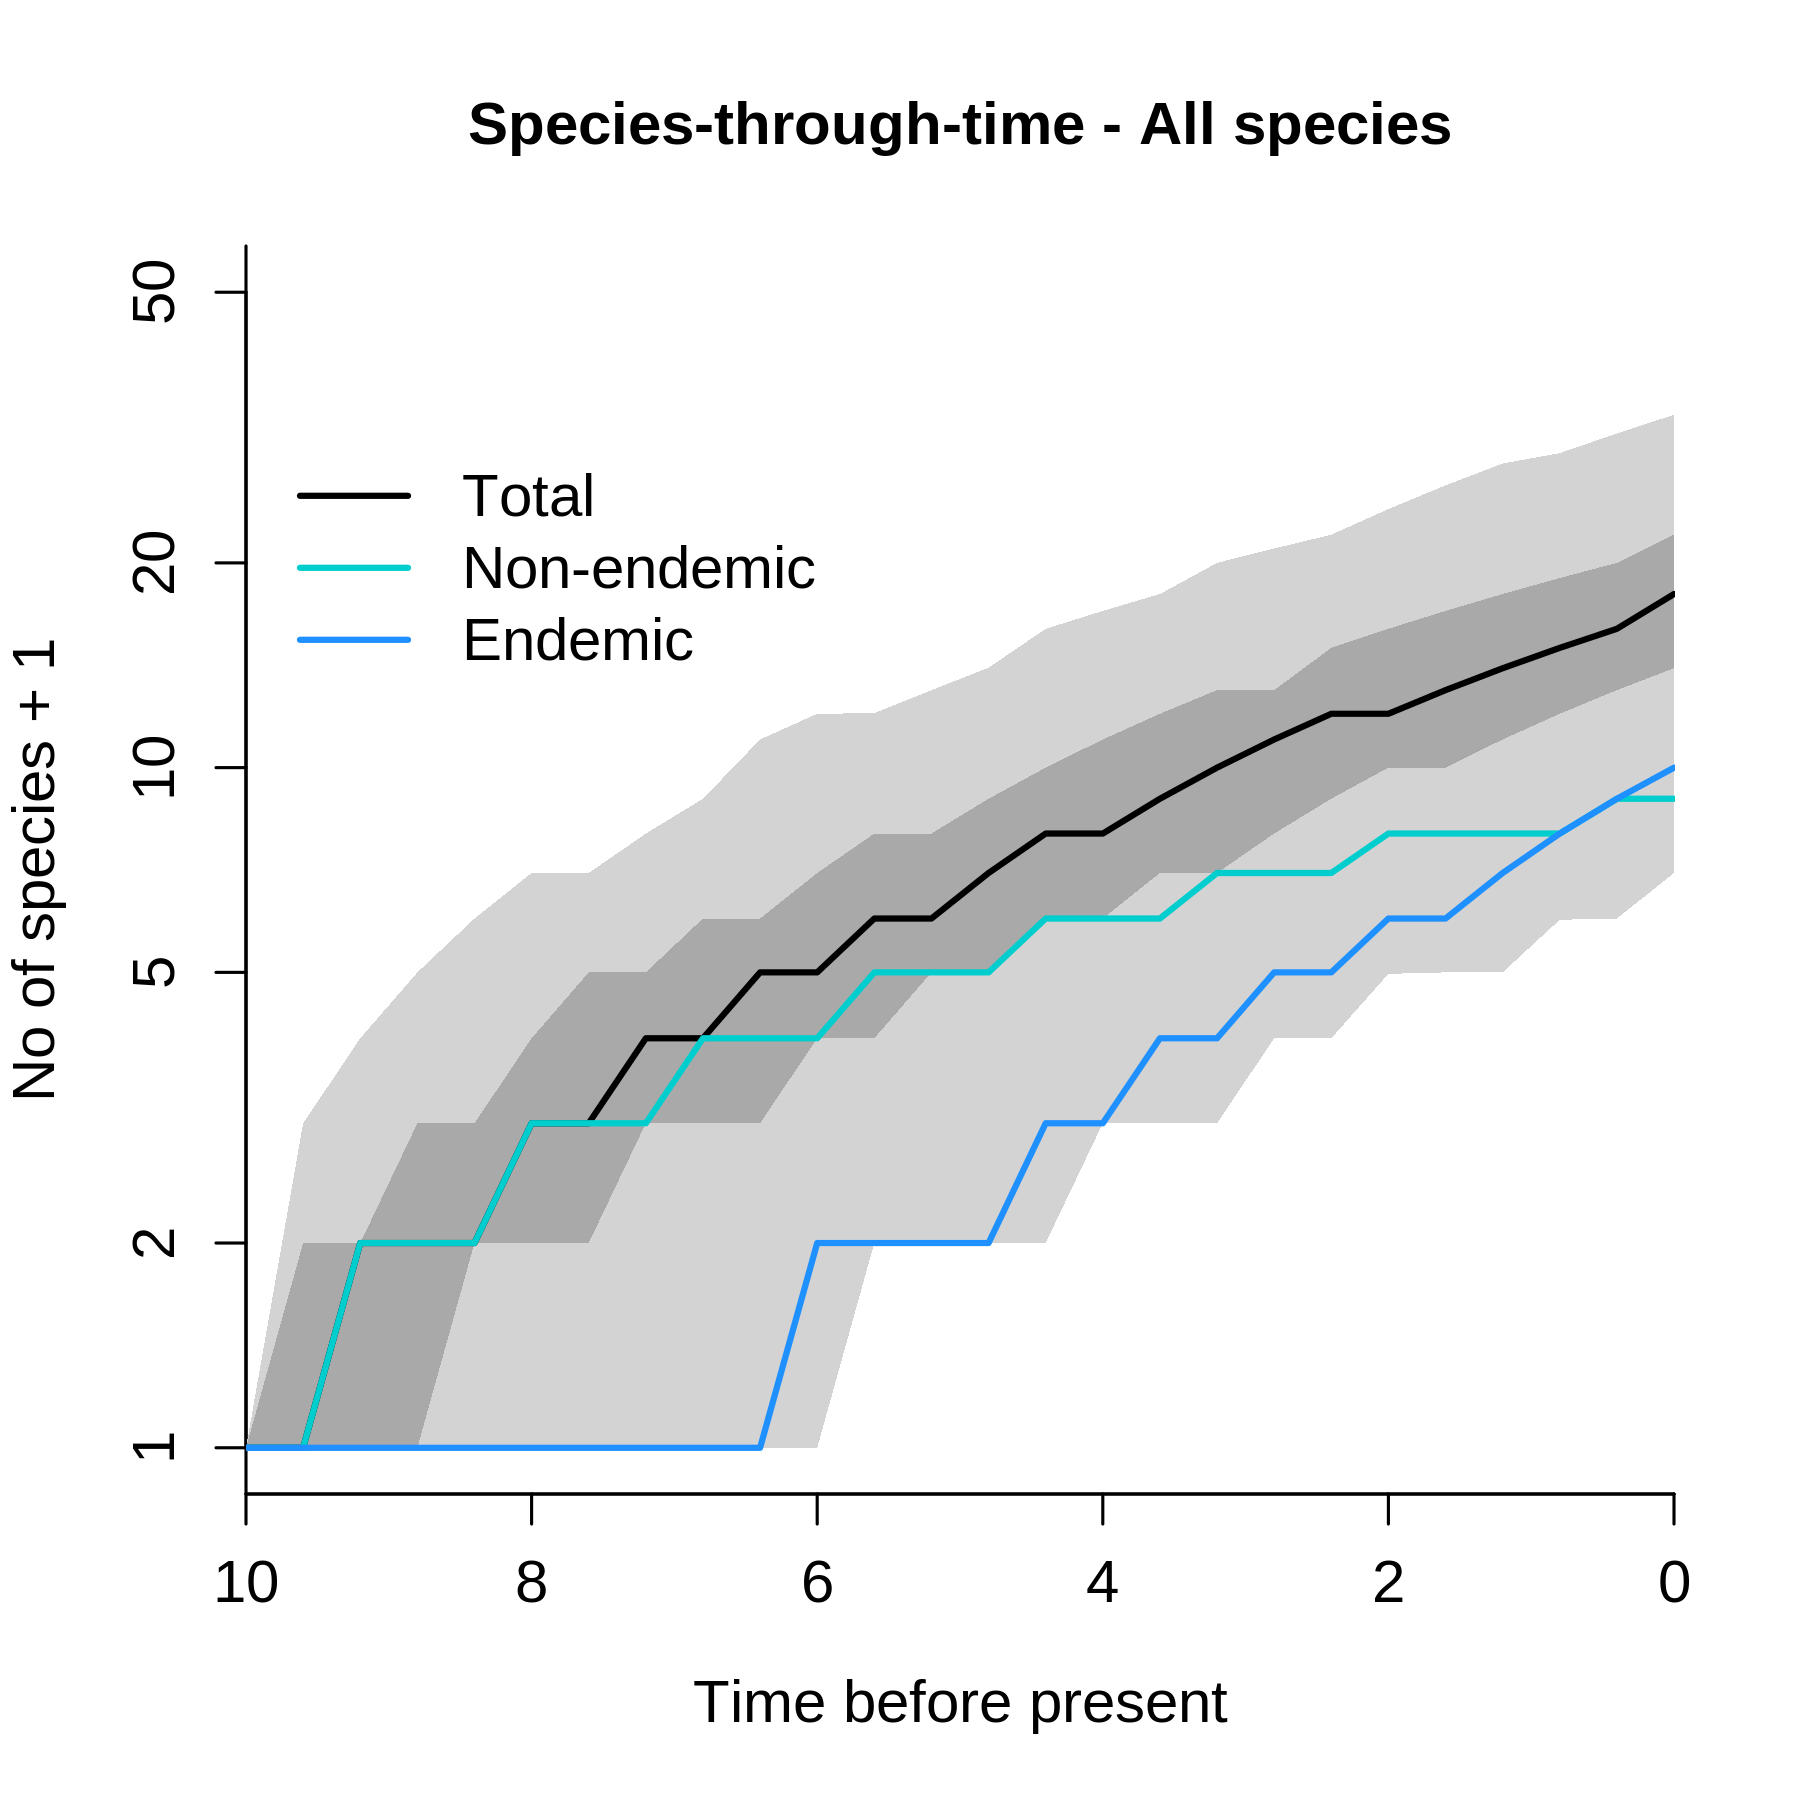 Species-through-time - All species
50
20
10
5
2
1
No of species + 1
Total
Non-endemic
Endemic
10 8 6 4 2 0
Time before present